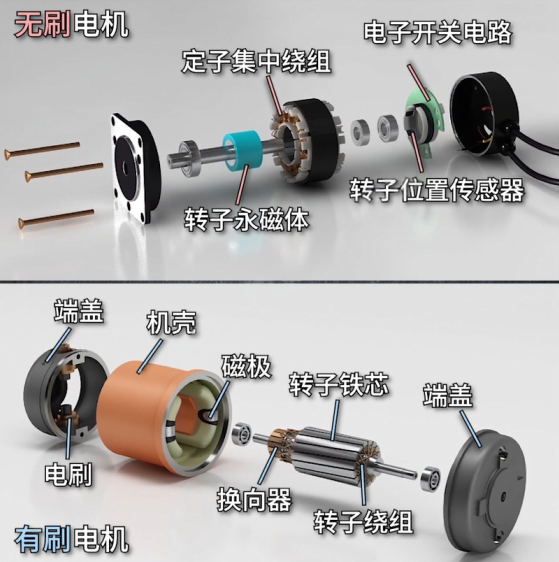 无刷电机
电子开关电路
定子集中绕组
转子位置传感器
转子永磁体
端盖
机壳
磁极
转子铁芯
端盖
电刷
换向器
转子绕组
有刷电机